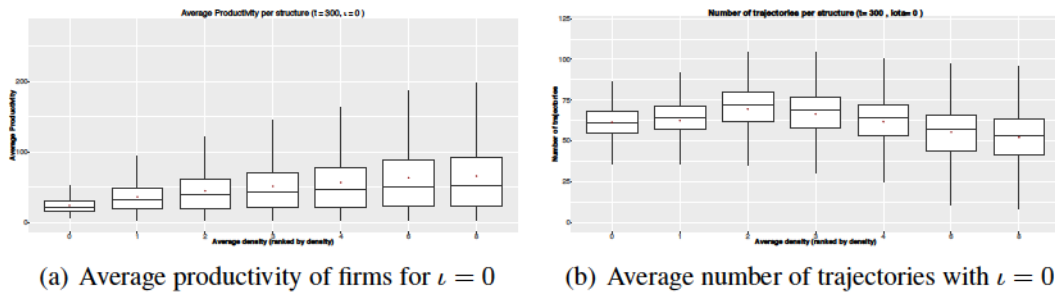 Average Productivity per structure (t = 300, ι = 0 )
Average Productivity
200
100
0
0 1 2 3 4 6 8
Average density (ranked by density)
(a) Average productivity of firms for ι = 0
Number of trajectories per structure (t= 300 , iota= 0 )
Number of trajectories
125
100
75
50
25
0
0 1 2 3 4 6 8
Average density (ranked by density)
(b) Average number of trajectories with ι = 0